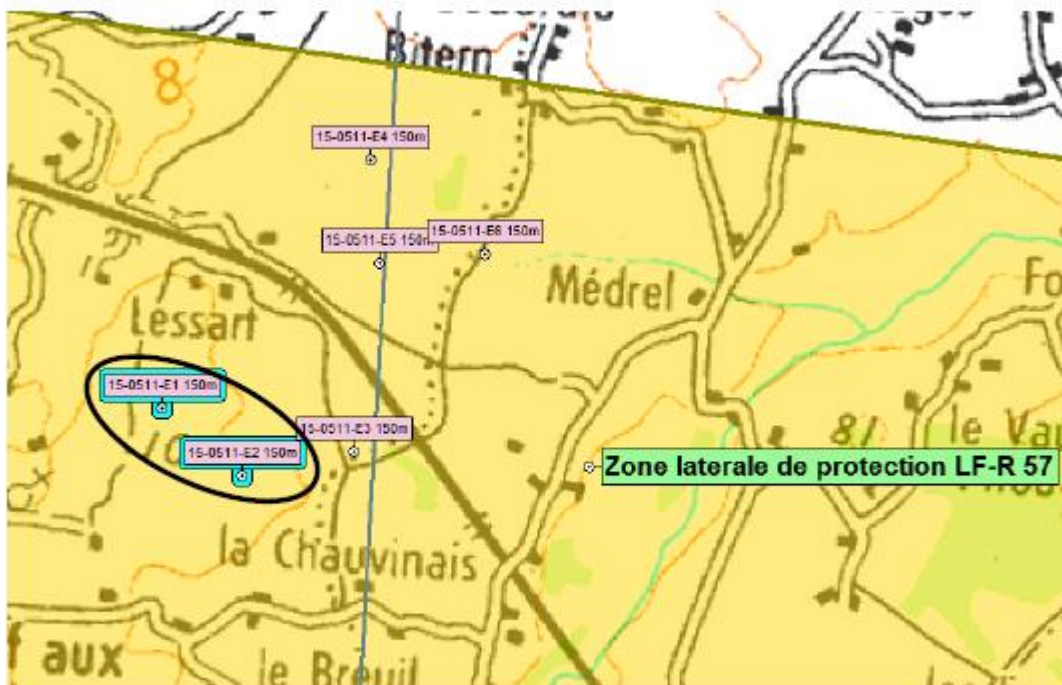 Bitern
8
15-0511-E4 150m
15-0511-E5 150m
15-0511-E6 150m
Médrel
Lessart
15-0511-E1 150m
15-0511-E3 150m
15-0511-E2 150m
81
le
Zone laterale de protection LF-R 57
la Chauvinais
aux
le Breuil